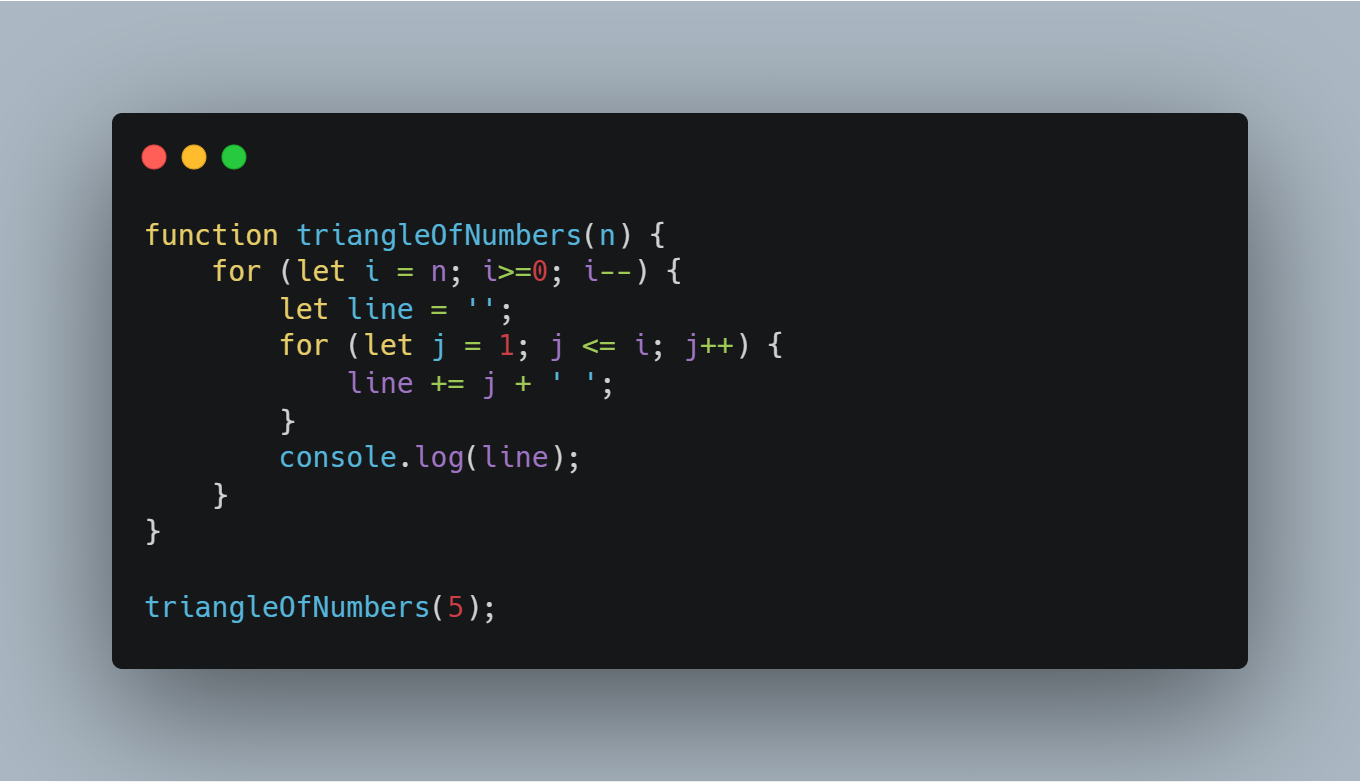 function triangleOfNumbers(n) {
    for (let i = n; i>=0; i--) {
        let line = '';
        for (let j = 1; j <= i; j++) {
            line += j + ' ';
        }
        console.log(line);
    }
}

triangleOfNumbers(5);